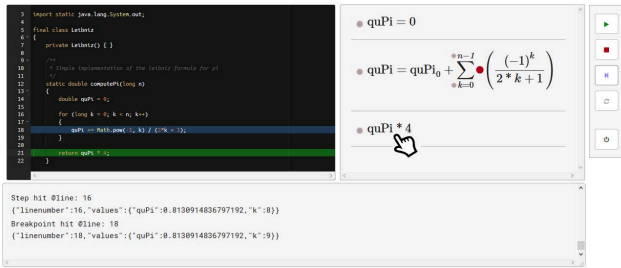 3 import static java.lang.System.out;
4
5 final class Leibniz
6 {
7 private Leibniz() { }
8
9 /**
10 * Simple implementation of the leibniz formula for pi
11 */
12 static double computePi(long n)
13 {
14 double quPi = 0;
15
16 for (long k = 0; k < n; k++)
17 {
18 quPi += Math.pow(-1, k) / (2*k + 1);
19 }
20
21 return quPi * 4;
22 }
quPi = 0
quPi = quPi₀ + ∑_{k=0}^{n−1} ( (−1)^k / (2 * k + 1) )
quPi * 4
Step hit @line: 16
{"linenumber":16,"values":{"quPi":0.8130914836797192,"k":8}}
Breakpoint hit @line: 18
{"linenumber":18,"values":{"quPi":0.8130914836797192,"k":9}}